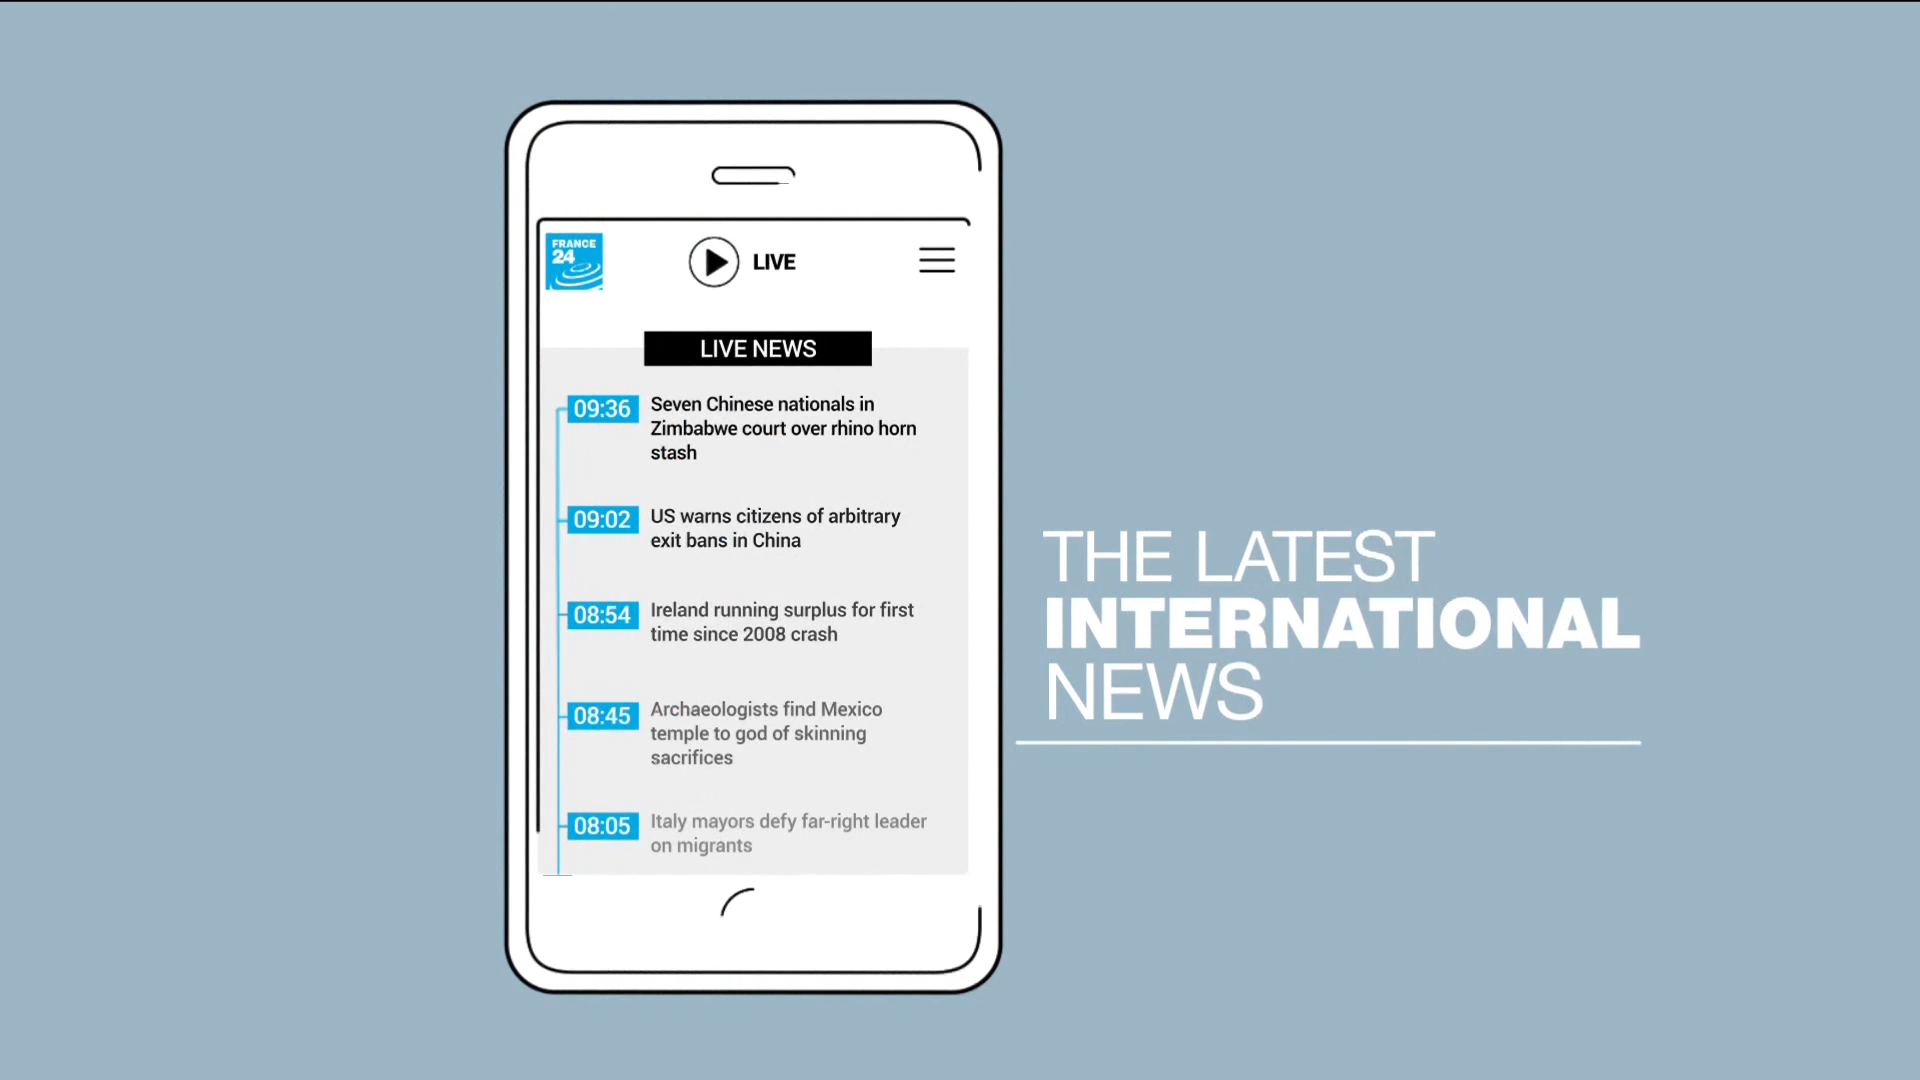 FRANCE
24
LIVE
LIVE NEWS
09:36
Seven Chinese nationals in
Zimbabwe court over rhino horn
stash
09:02
US warns citizens of arbitrary
exit bans in China
08:54
Ireland running surplus for first
time since 2008 crash
08:45
Archaeologists find Mexico
temple to god of skinning
sacrifices
08:05
Italy mayors defy far-right leader
on migrants
THE LATEST
INTERNATIONAL
NEWS